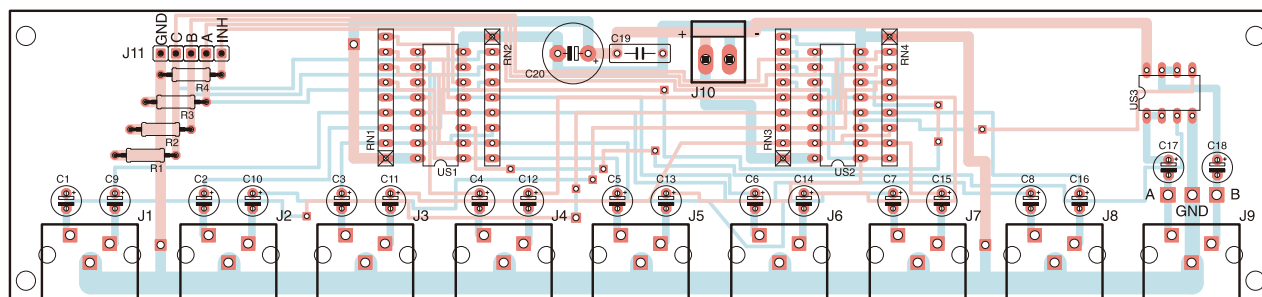 GND C B A INH
J11
R4
R3
R2
R1
RN1
US1
RN2
C20
+
C19
+ -
J10
RN3
US2
RN4
US3
C17 C18
A B
GND
C1 C9 C2 C10 C3 C11 C4 C12 C5 C13 C6 C14 C7 C15 C8 C16
J1 J2 J3 J4 J5 J6 J7 J8 J9